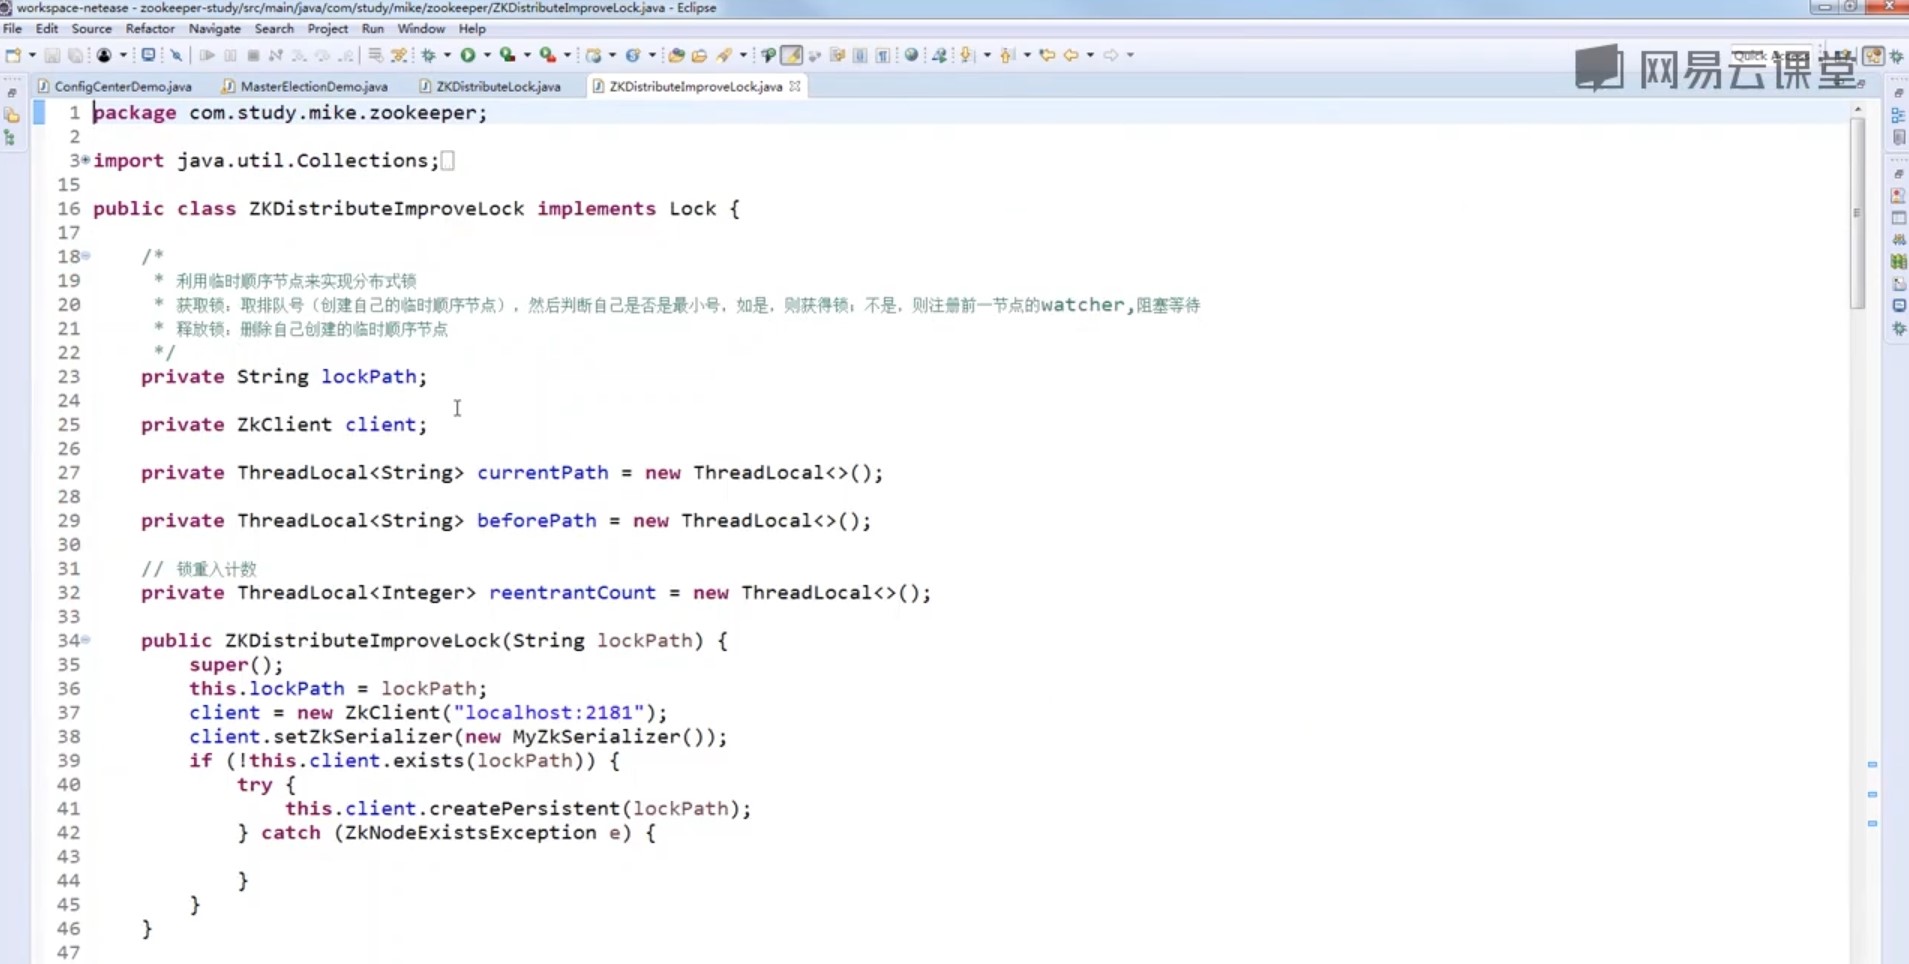 workspace-netease - zookeeper-study/src/main/java/com/study/mike/zookeeper/ZKDistributeImproveLock.java - Eclipse
File Edit Source Refactor Navigate Search Project Run Window Help
Quick Access
网易云课堂
ConfigCenterDemo.java MasterElectionDemo.java ZKDistributeLock.java ZKDistributeImproveLock.java
1 package com.study.mike.zookeeper;
2
3 import java.util.Collections;
15
16 public class ZKDistributeImproveLock implements Lock {
17
18 /*
19 * 利用临时顺序节点来实现分布式锁
20 * 获取锁：取排队号（创建自己的临时顺序节点），然后判断自己是否是最小号，如是，则获得锁；不是，则注册前一节点的watcher,阻塞等待
21 * 释放锁：删除自己创建的临时顺序节点
22 */
23 private String lockPath;
24
25 private ZkClient client;
26
27 private ThreadLocal<String> currentPath = new ThreadLocal<>();
28
29 private ThreadLocal<String> beforePath = new ThreadLocal<>();
30
31 // 锁重入计数
32 private ThreadLocal<Integer> reentrantCount = new ThreadLocal<>();
33
34 public ZKDistributeImproveLock(String lockPath) {
35 super();
36 this.lockPath = lockPath;
37 client = new ZkClient("localhost:2181");
38 client.setZkSerializer(new MyZkSerializer());
39 if (!this.client.exists(lockPath)) {
40 try {
41 this.client.createPersistent(lockPath);
42 } catch (ZkNodeExistsException e) {
43
44 }
45 }
46 }
47